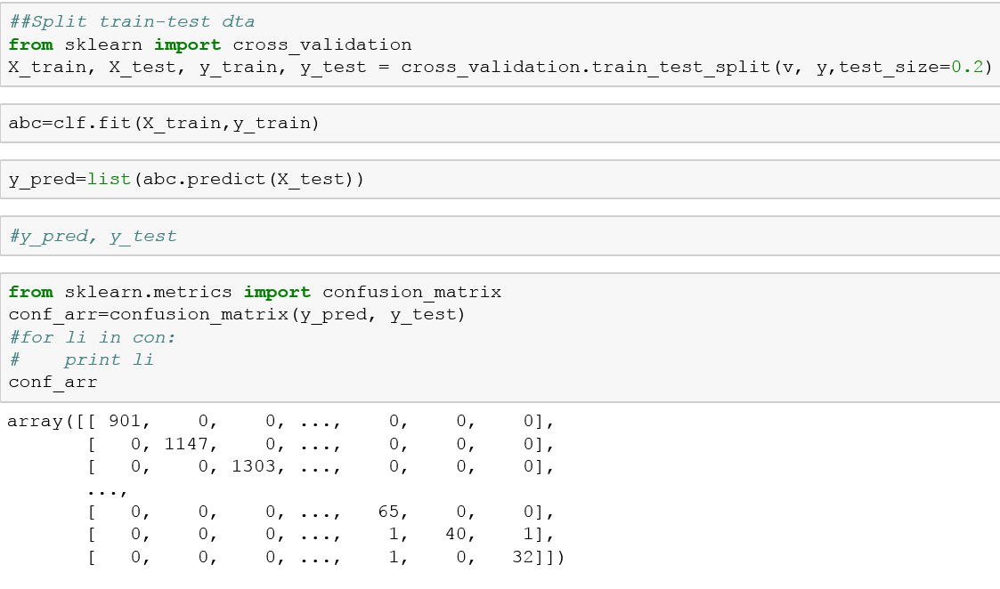 ##Split train-test dta
from sklearn import cross_validation
X_train, X_test, y_train, y_test = cross_validation.train_test_split(v, y,test_size=0.2)
abc=clf.fit(X_train,y_train)
y_pred=list(abc.predict(X_test))
#y_pred, y_test
from sklearn.metrics import confusion_matrix
conf_arr=confusion_matrix(y_pred, y_test)
#for li in con:
#    print li
conf_arr
array([[ 901,    0,    0, ...,    0,    0,    0],
       [   0, 1147,    0, ...,    0,    0,    0],
       [   0,    0, 1303, ...,    0,    0,    0],
       ...,
       [   0,    0,    0, ...,   65,    0,    0],
       [   0,    0,    0, ...,    1,   40,    1],
       [   0,    0,    0, ...,    1,    0,   32]])